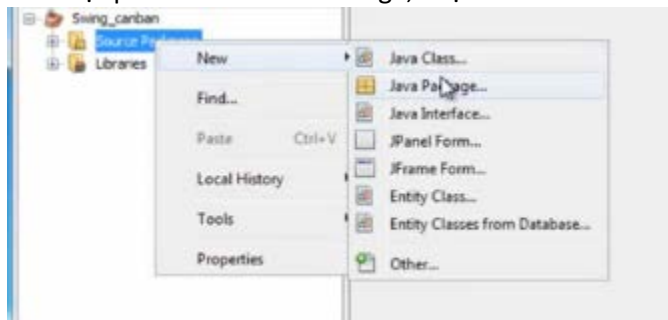 Swing_canban
Source Packages
Libraries
New
Find...
Paste Ctrl+V
Local History
Tools
Properties
Java Class...
Java Package...
Java Interface...
JPanel Form...
JFrame Form...
Entity Class...
Entity Classes from Database...
Other...